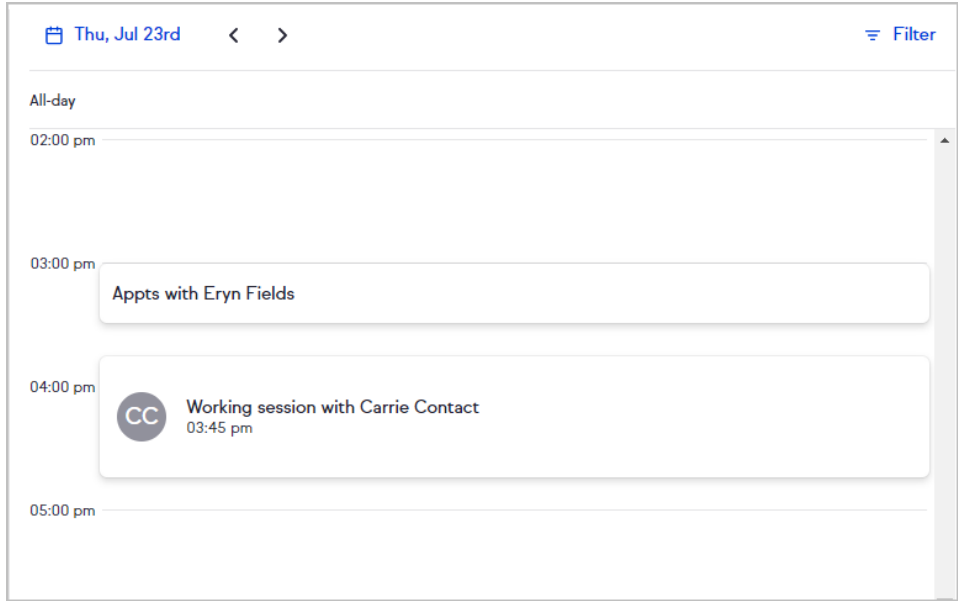 Thu, Jul 23rd
Filter
All-day
02:00 pm
03:00 pm
Appts with Eryn Fields
04:00 pm
CC
Working session with Carrie Contact
03:45 pm
05:00 pm